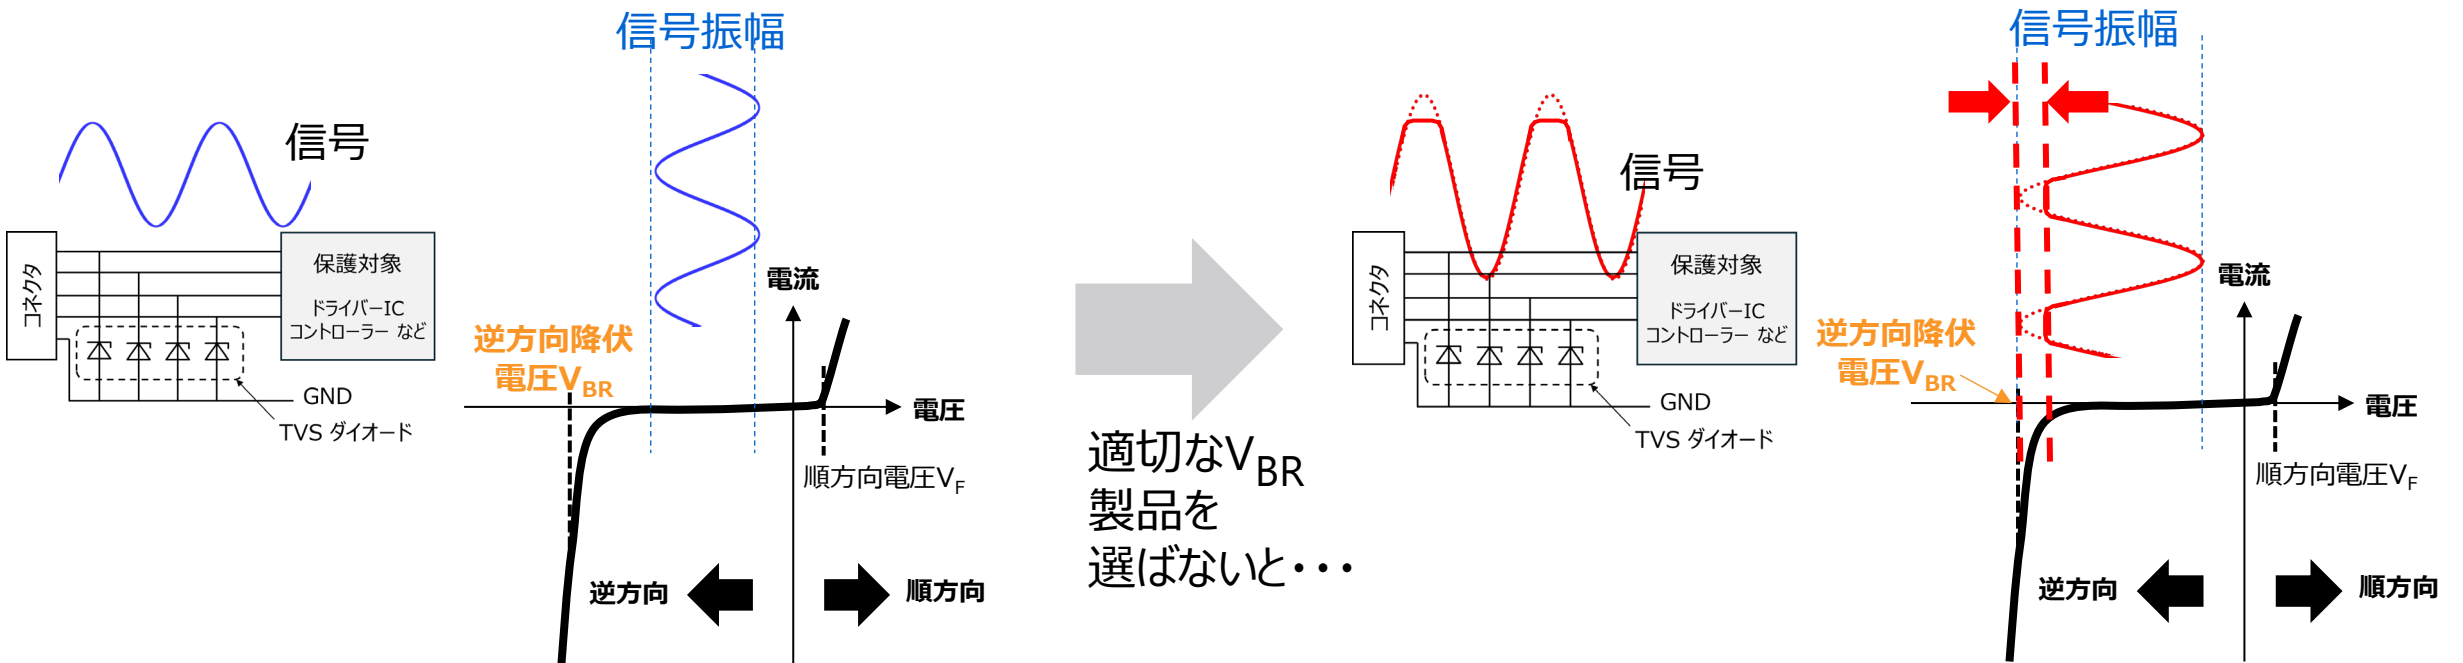 信号振幅
信号
コネクタ
保護対象
ドライバーIC
コントローラー など
GND
TVS ダイオード
電流
逆方向降伏
電圧VBR
電圧
順方向電圧VF
逆方向
順方向
適切なVBR
製品を
選ばないと・・・
信号振幅
信号
コネクタ
保護対象
ドライバーIC
コントローラー など
GND
TVS ダイオード
電流
逆方向降伏
電圧VBR
電圧
順方向電圧VF
逆方向
順方向